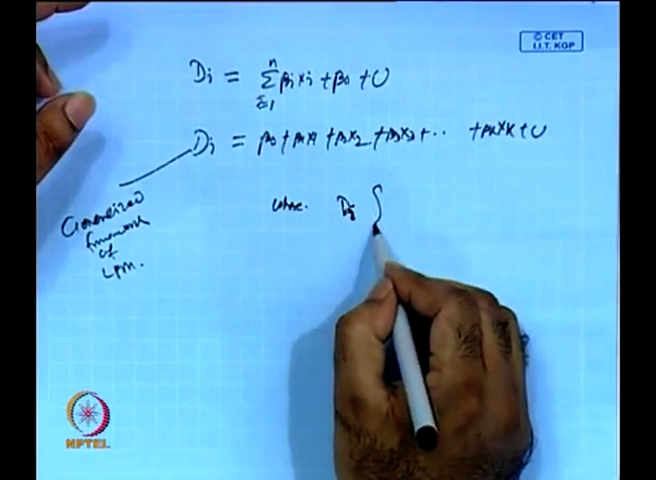 © CET
I.I.T. KGP
Di = Σ βixi + β0 + U
n
i=1
Di = β0 + β1x1 + β2x2 + β3x3 + .. + βkxk + U
Generalized
framework
of
LPM.
where. Di {
NPTEL